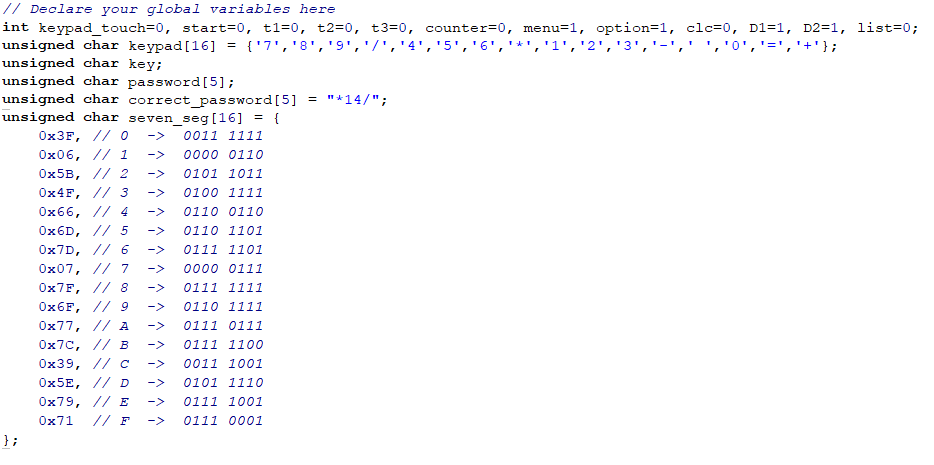 // Declare your global variables here
int keypad_touch=0, start=0, t1=0, t2=0, t3=0, counter=0, menu=1, option=1, clc=0, D1=1, D2=1, list=0;
unsigned char keypad[16] = {'7','8','9','/','4','5','6','*','1','2','3','-',' ','0','=','+'};
unsigned char key;
unsigned char password[5];
unsigned char correct_password[5] = "*14/";
unsigned char seven_seg[16] = {
    0x3F, // 0  ->  0011 1111
    0x06, // 1  ->  0000 0110
    0x5B, // 2  ->  0101 1011
    0x4F, // 3  ->  0100 1111
    0x66, // 4  ->  0110 0110
    0x6D, // 5  ->  0110 1101
    0x7D, // 6  ->  0111 1101
    0x07, // 7  ->  0000 0111
    0x7F, // 8  ->  0111 1111
    0x6F, // 9  ->  0110 1111
    0x77, // A  ->  0111 0111
    0x7C, // B  ->  0111 1100
    0x39, // C  ->  0011 1001
    0x5E, // D  ->  0101 1110
    0x79, // E  ->  0111 1001
    0x71  // F  ->  0111 0001
};